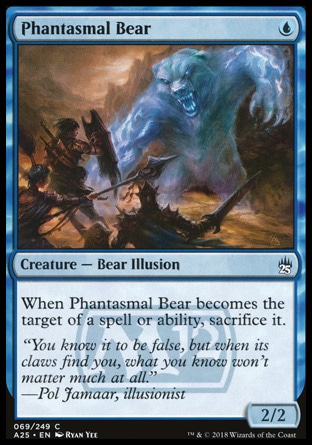 Phantasmal Bear
Creature — Bear Illusion
25
When Phantasmal Bear becomes the
target of a spell or ability, sacrifice it.
“You know it to be false, but when its
claws find you, what you know won’t
matter much at all.”
—Pol Jamaar, illusionist
2/2
069/249 C
A25 • EN Ryan Yee
™ & © 2018 Wizards of the Coast